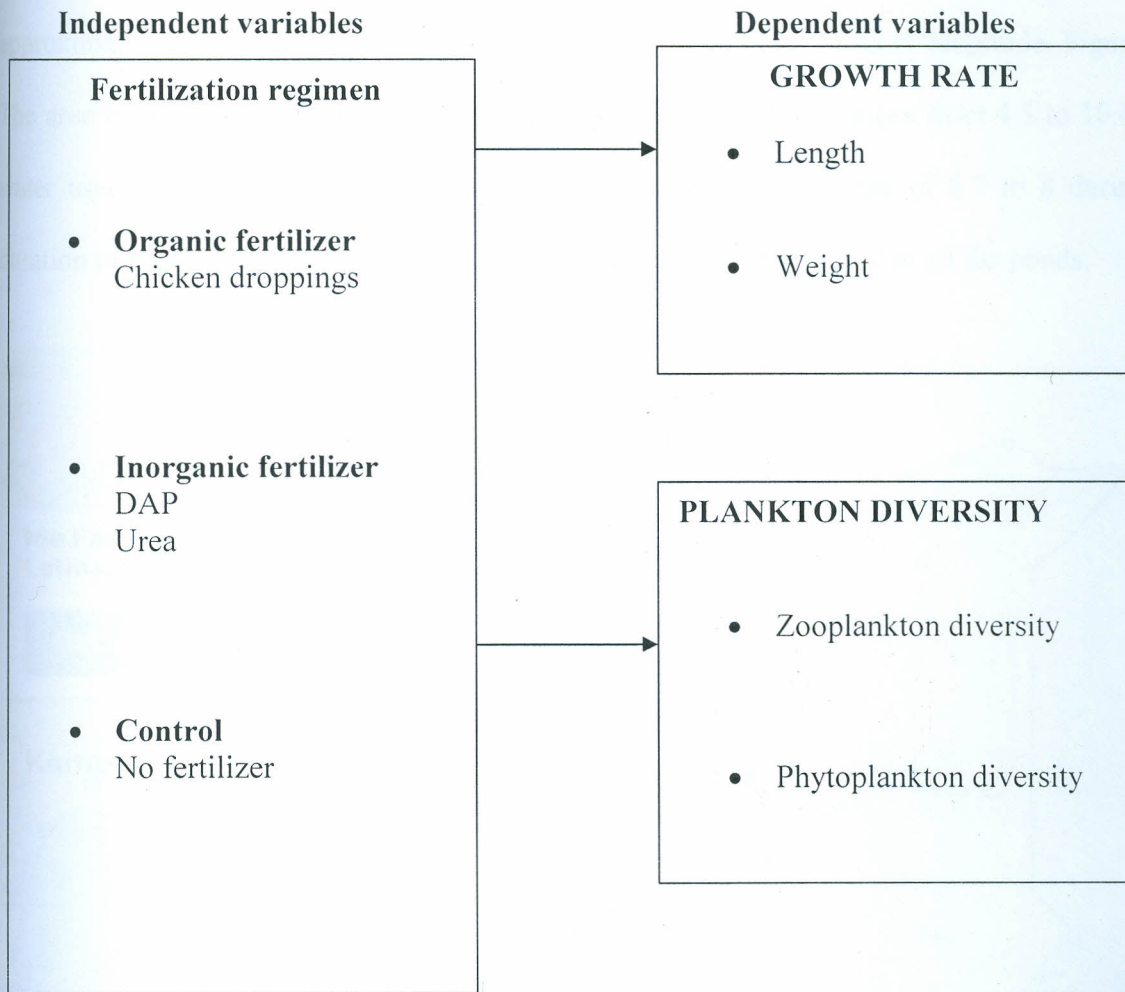 Independent variables
Fertilization regimen
• Organic fertilizer
Chicken droppings
• Inorganic fertilizer
DAP
Urea
• Control
No fertilizer
Dependent variables
GROWTH RATE
• Length
• Weight
PLANKTON DIVERSITY
• Zooplankton diversity
• Phytoplankton diversity